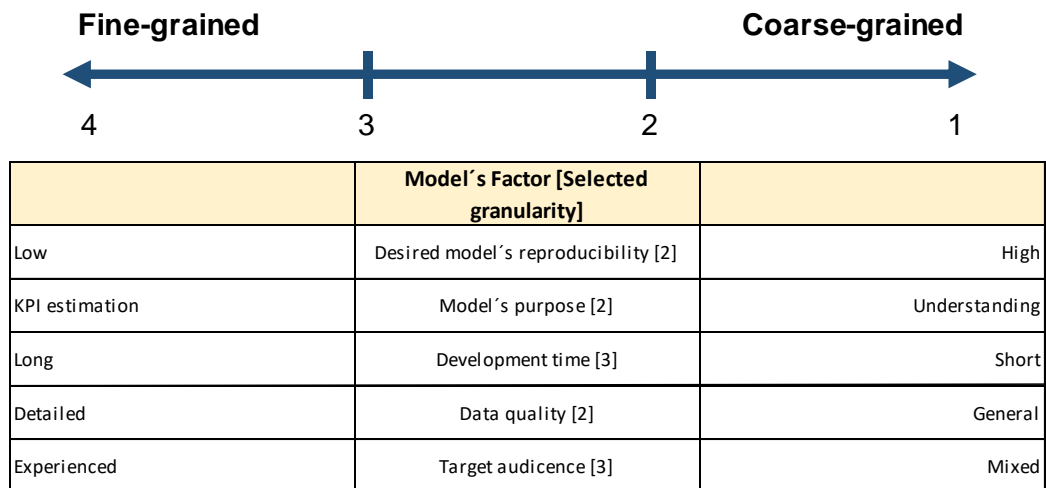 Fine-grained Coarse-grained
4 3 2 1
Model´s Factor [Selected
granularity]
Low Desired model´s reproducibility [2] High
KPI estimation Model´s purpose [2] Understanding
Long Development time [3] Short
Detailed Data quality [2] General
Experienced Target audicence [3] Mixed